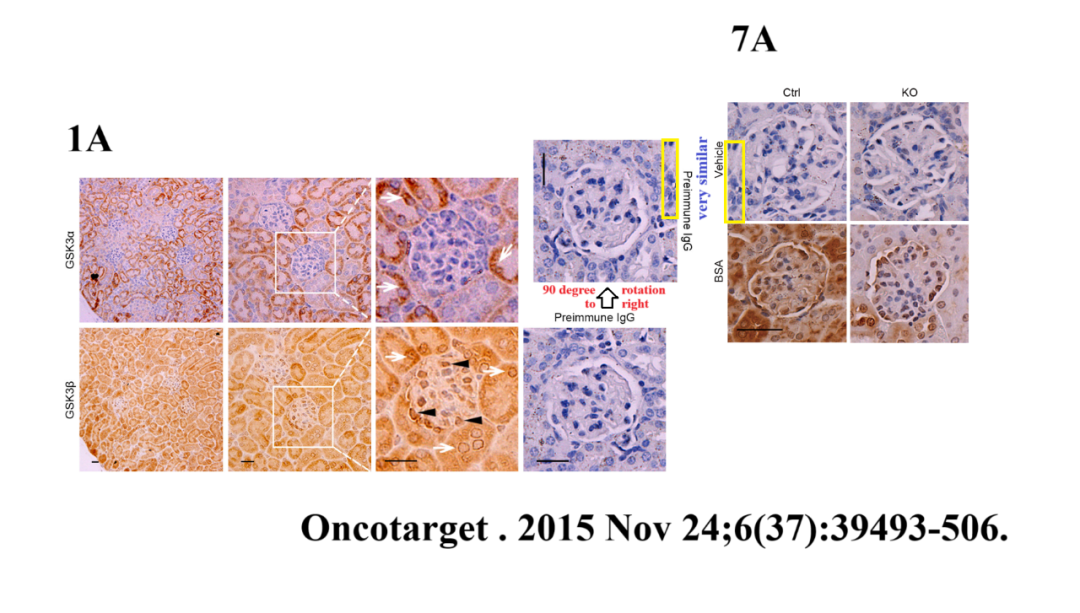 7A
Ctrl
KO
1A
Vehicle
very similar
Preimmune IgG
GSK3α
BSA
90 degree rotation
to right
Preimmune IgG
GSK3β
Oncotarget . 2015 Nov 24;6(37):39493-506.